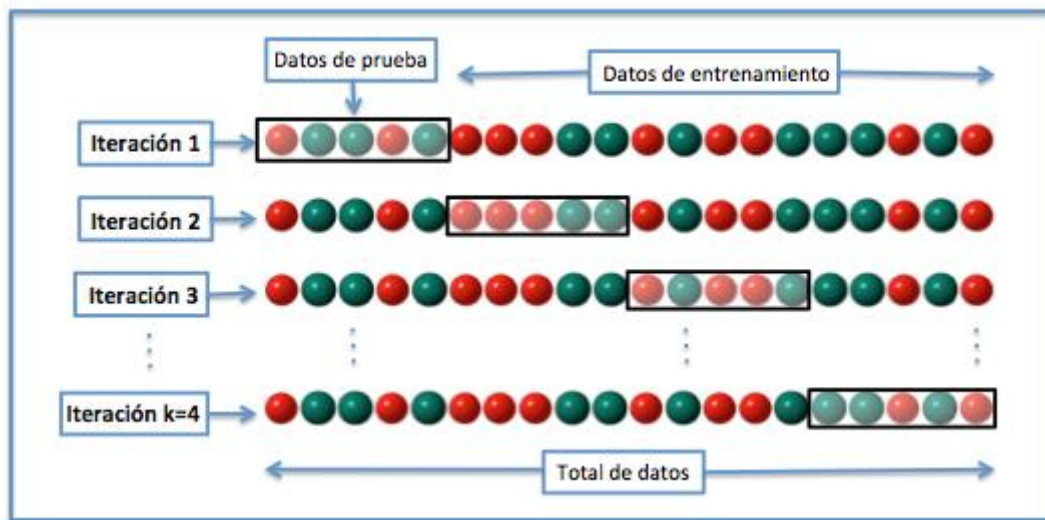 Datos de prueba
Datos de entrenamiento
Iteración 1
Iteración 2
Iteración 3
Iteración k=4
Total de datos